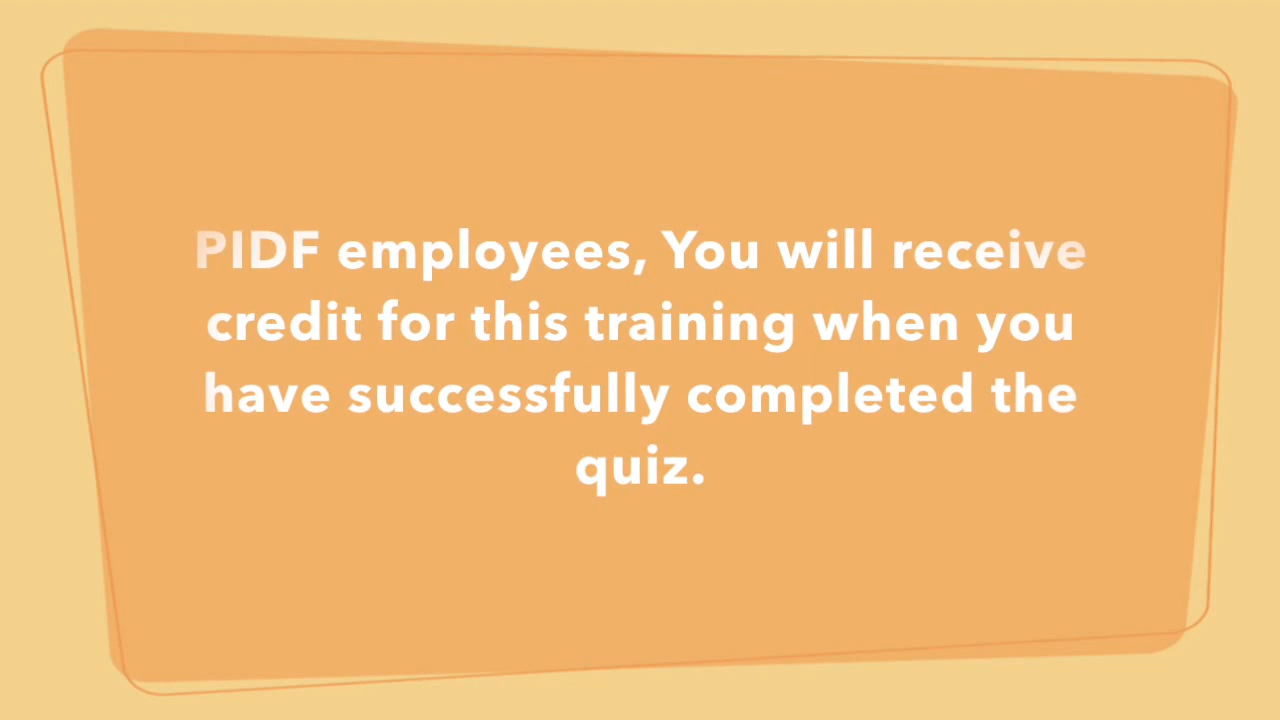 PIDF employees, You will receive
credit for this training when you
have successfully completed the
quiz.